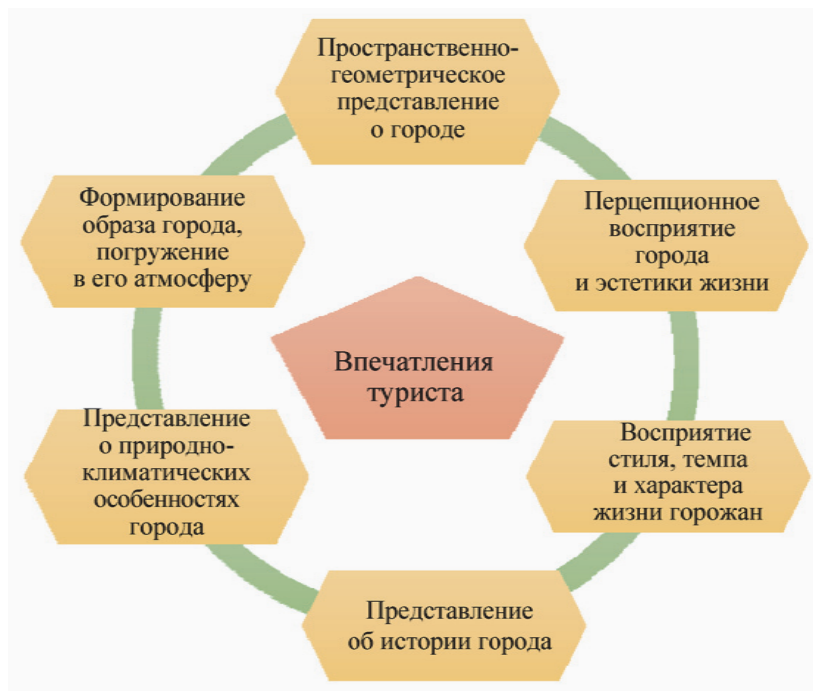 Пространственно-
геометрическое
представление
о городе
Перцепционное
восприятие
города
и эстетики жизни
Восприятие
стиля, темпа
и характера
жизни горожан
Представление
об истории города
Представление
о природно-
климатических
особенностях
города
Формирование
образа города,
погружение
в его атмосферу
Впечатления
туриста